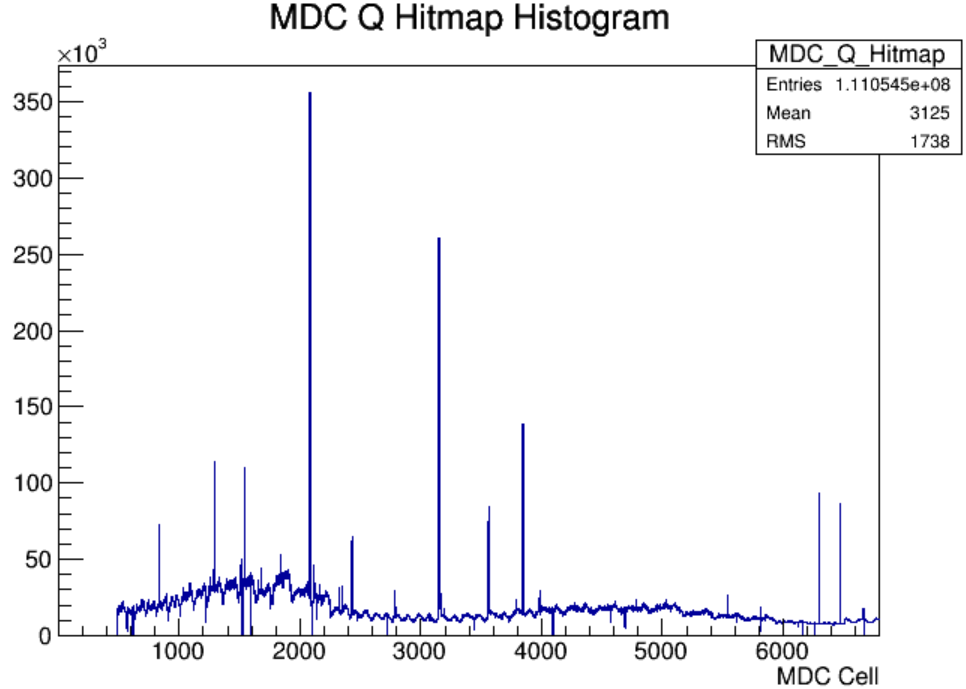 MDC Q Hitmap Histogram
×10³
MDC_Q_Hitmap
Entries 1.110545e+08
Mean 3125
RMS 1738
350
300
250
200
150
100
50
0
1000 2000 3000 4000 5000 6000
MDC Cell